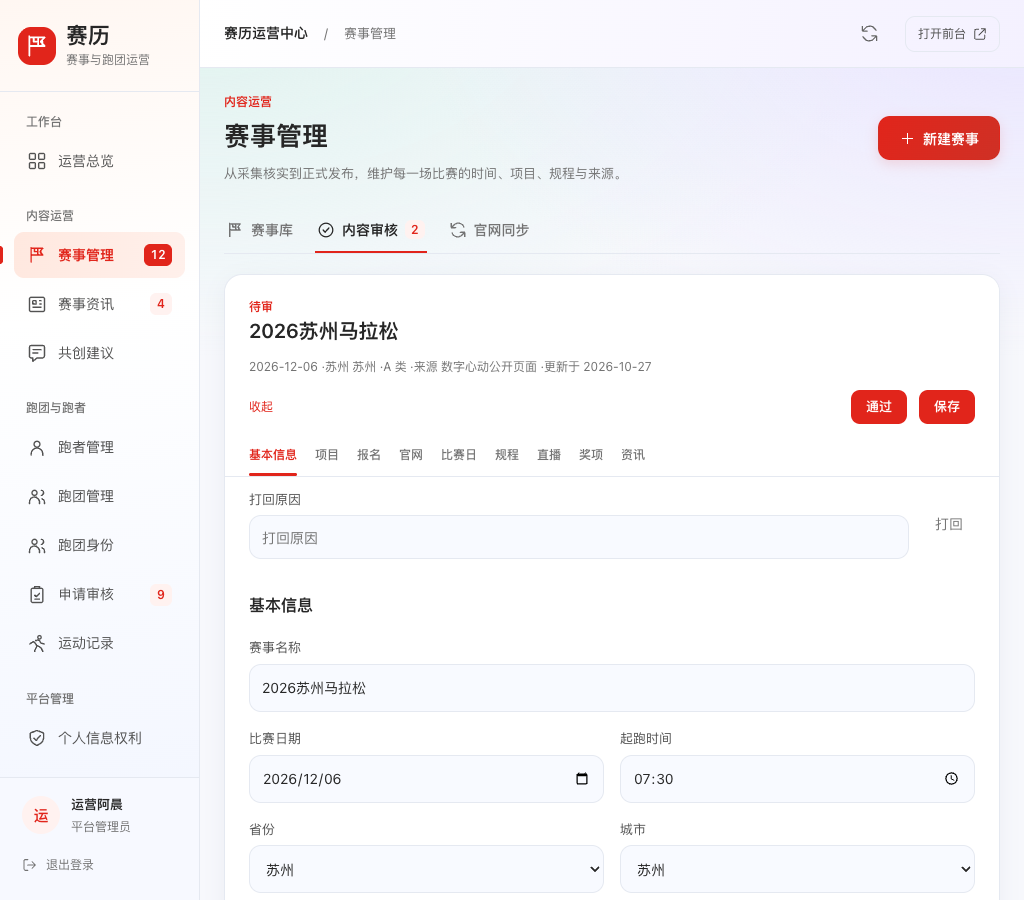 赛历
赛事与跑团运营
工作台
运营总览
内容运营
赛事管理 12
赛事资讯 4
共创建议
跑团与跑者
跑者管理
跑团管理
跑团身份
申请审核 9
运动记录
平台管理
个人信息权利
运 运营阿晨
平台管理员
退出登录
赛历运营中心 / 赛事管理
打开前台
内容运营
赛事管理
从采集核实到正式发布，维护每一场比赛的时间、项目、规程与来源。
新建赛事
赛事库 内容审核 2 官网同步
待审
2026苏州马拉松
2026-12-06 ·苏州 苏州 ·A 类 ·来源 数字心动公开页面 ·更新于 2026-10-27
收起 通过 保存
基本信息 项目 报名 官网 比赛日 规程 直播 奖项 资讯
打回原因
打回原因 打回
基本信息
赛事名称
2026苏州马拉松
比赛日期 起跑时间
2026/12/06 07:30
省份 城市
苏州 苏州